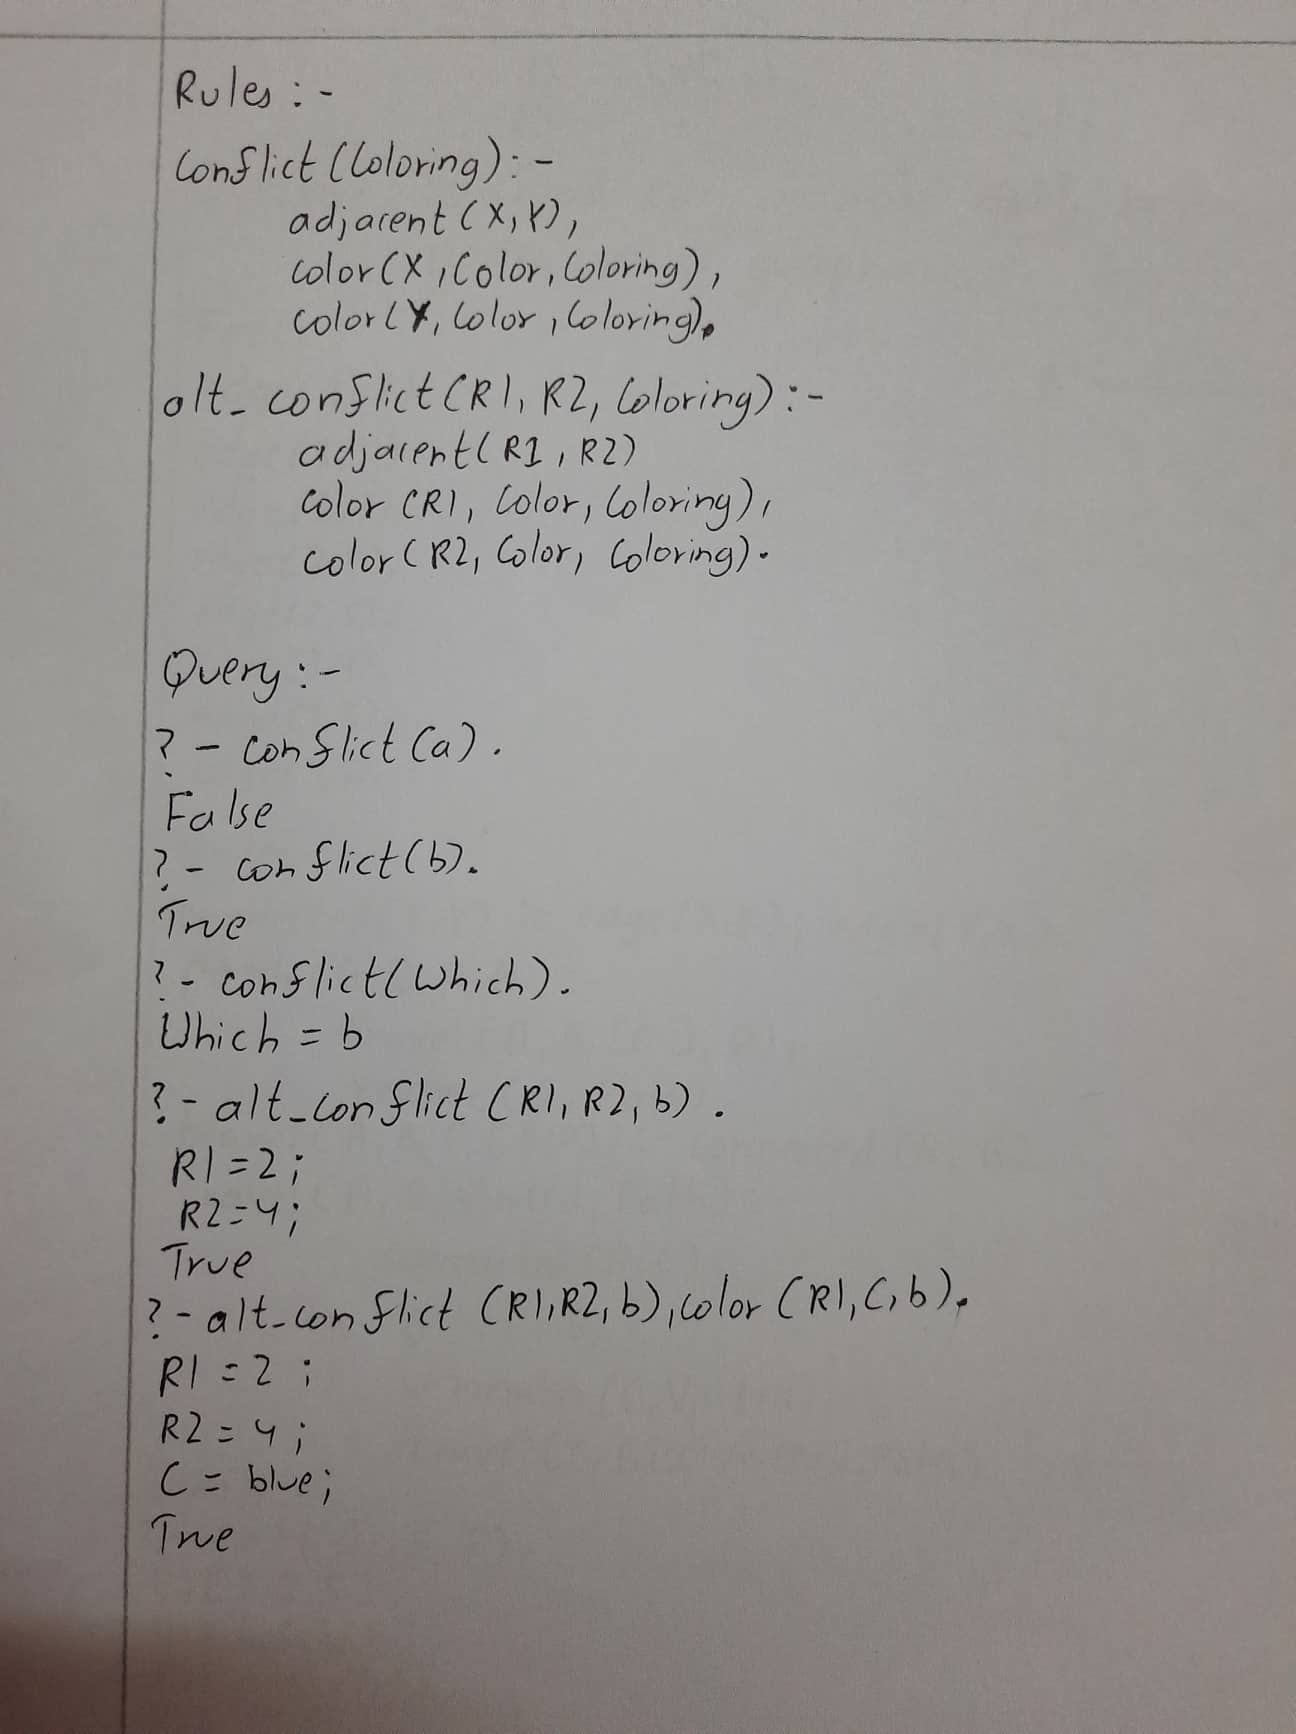 Rules :-
Conflict (Coloring) :-
adjacent (X, Y),
color (X, Color, Coloring),
color (Y, Color, Coloring).
alt_conflict (R1, R2, Coloring) :-
adjacent (R1, R2)
color (R1, Color, Coloring),
color (R2, Color, Coloring).
Query :-
? - conflict (a).
False
? - conflict (b).
True
? - conflict (Which).
Which = b
? - alt_conflict (R1, R2, b).
R1 = 2;
R2 = 4;
True
? - alt_conflict (R1, R2, b), color (R1, C, b).
R1 = 2;
R2 = 4;
C = blue;
True